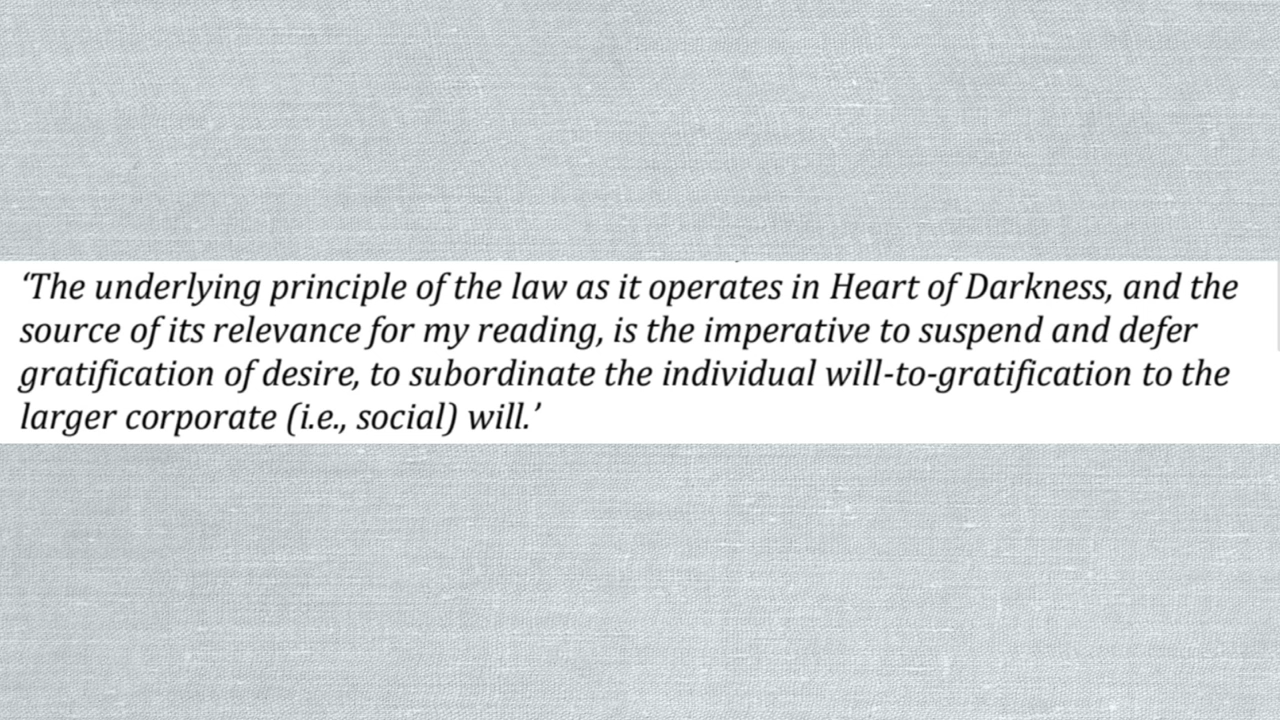 ‘The underlying principle of the law as it operates in Heart of Darkness, and the
source of its relevance for my reading, is the imperative to suspend and defer
gratification of desire, to subordinate the individual will-to-gratification to the
larger corporate (i.e., social) will.’